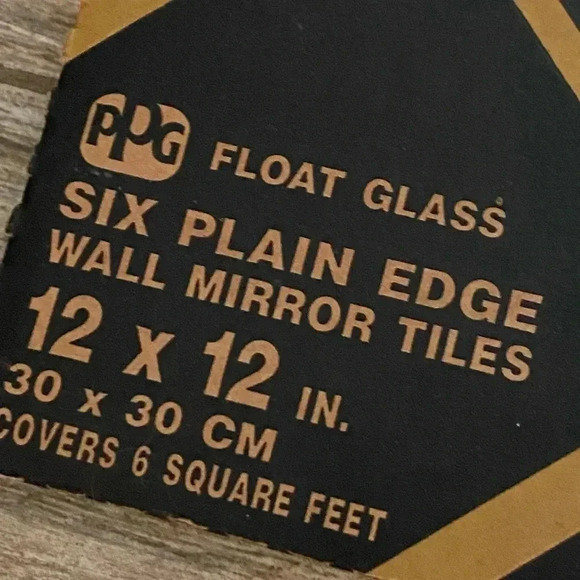 PPG FLOAT GLASS
SIX PLAIN EDGE
WALL MIRROR TILES
12 X 12 IN.
30 x 30 CM
COVERS 6 SQUARE FEET